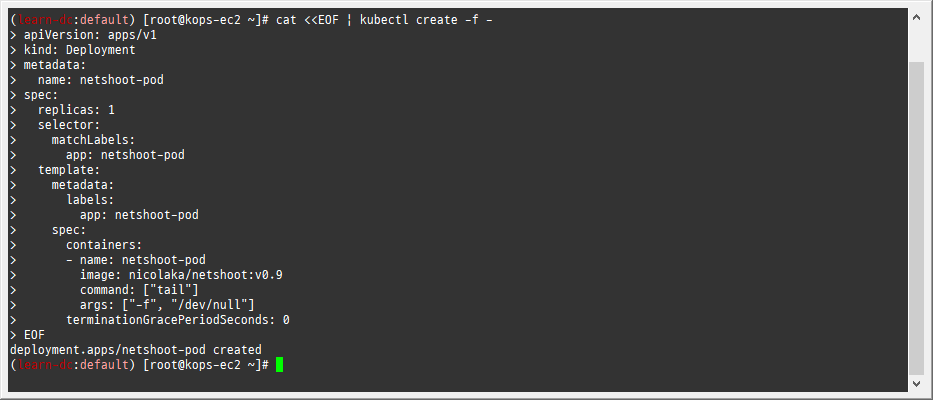 (learn-dt:default) [root@kops-ec2 ~]# cat <<EOF | kubectl create -f -
> apiVersion: apps/v1
> kind: Deployment
> metadata:
>   name: netshoot-pod
> spec:
>   replicas: 1
>   selector:
>     matchLabels:
>       app: netshoot-pod
>   template:
>     metadata:
>       labels:
>         app: netshoot-pod
>     spec:
>       containers:
>       - name: netshoot-pod
>         image: nicolaka/netshoot:v0.9
>         command: ["tail"]
>         args: ["-f", "/dev/null"]
>       terminationGracePeriodSeconds: 0
> EOF
deployment.apps/netshoot-pod created
(learn-dt:default) [root@kops-ec2 ~]#